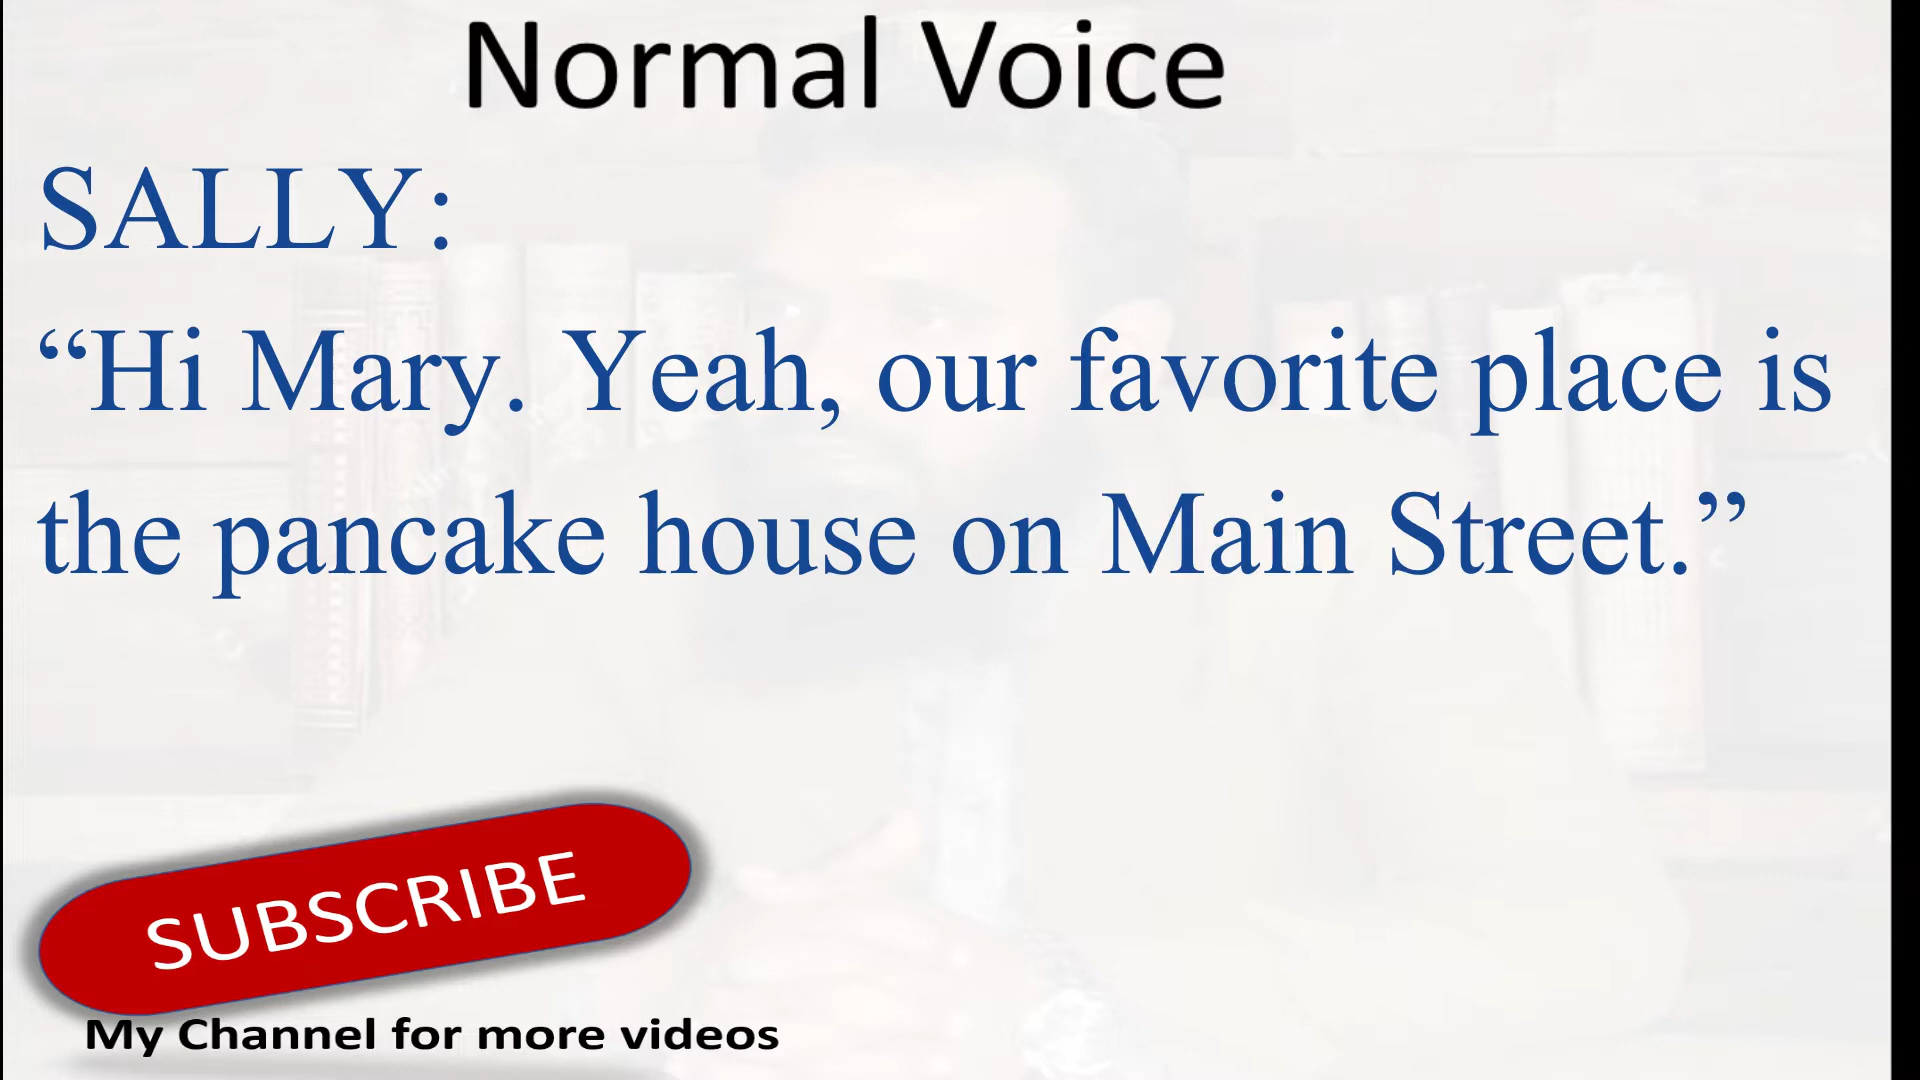 Normal Voice
SALLY:
“Hi Mary. Yeah, our favorite place is
the pancake house on Main Street.”
SUBSCRIBE
My Channel for more videos